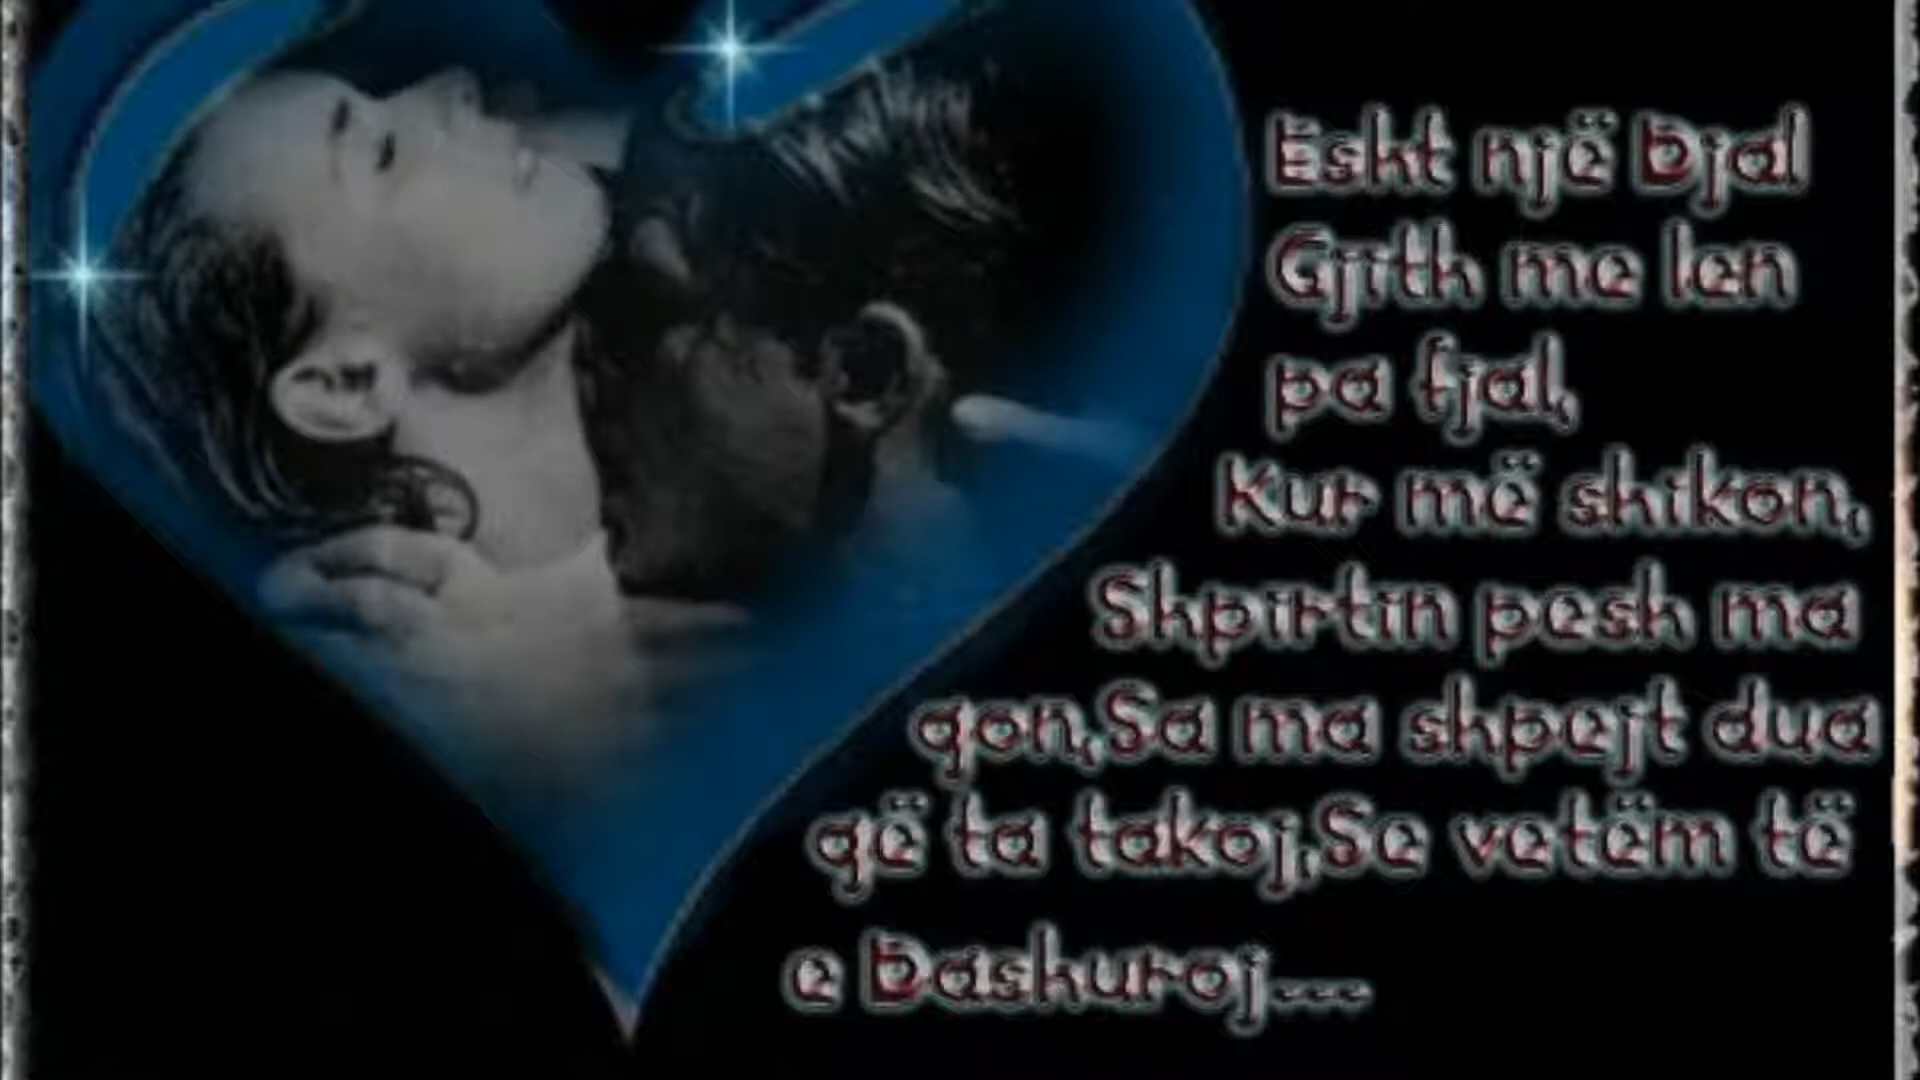 Esht një Djal
Gjith me len
pa fjal,
Kur më shikon,
Shpirtin pesh ma
qon,Sa ma shpejt dua
që ta takoj,Se vetëm të
e Dashuroj...